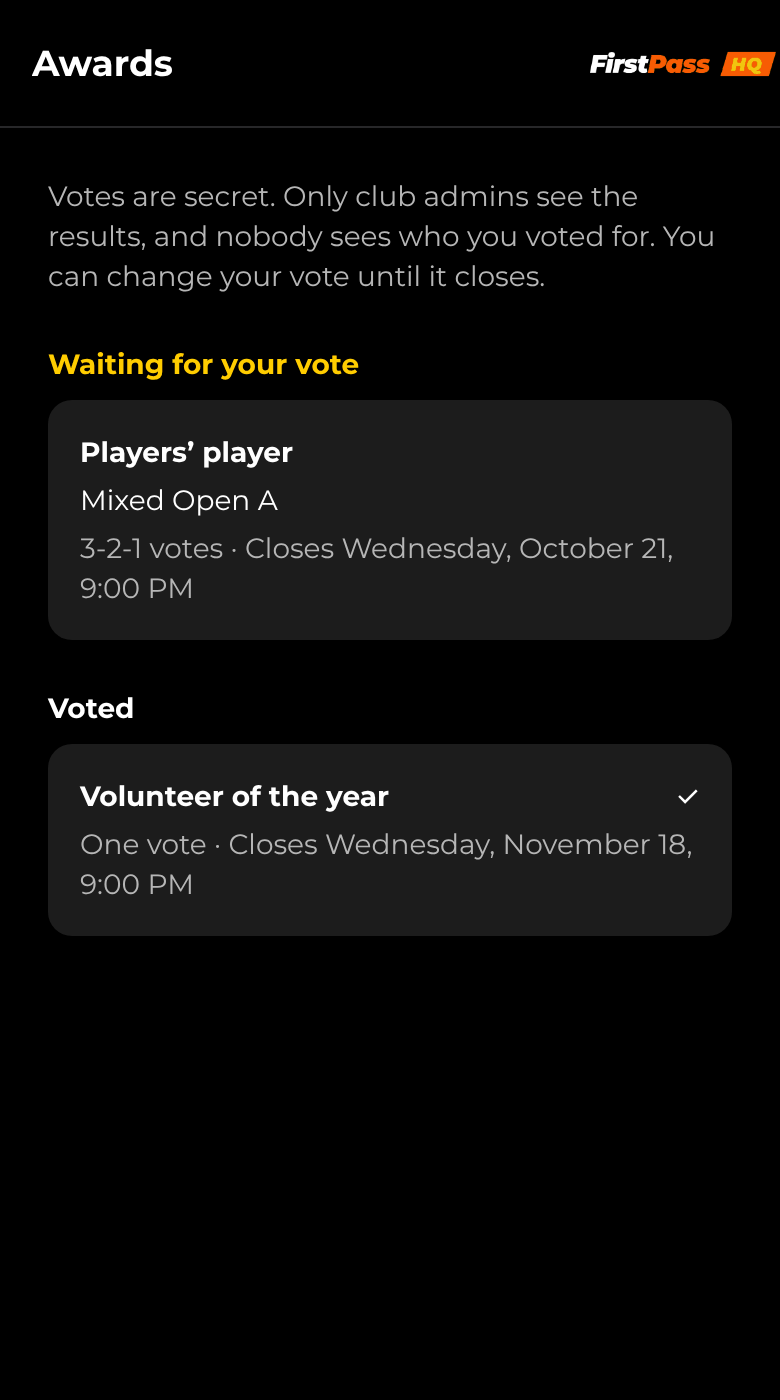 Awards
FirstPass HQ
Votes are secret. Only club admins see the
results, and nobody sees who you voted for. You
can change your vote until it closes.
Waiting for your vote
Players’ player
Mixed Open A
3-2-1 votes · Closes Wednesday, October 21,
9:00 PM
Voted
Volunteer of the year
One vote · Closes Wednesday, November 18,
9:00 PM